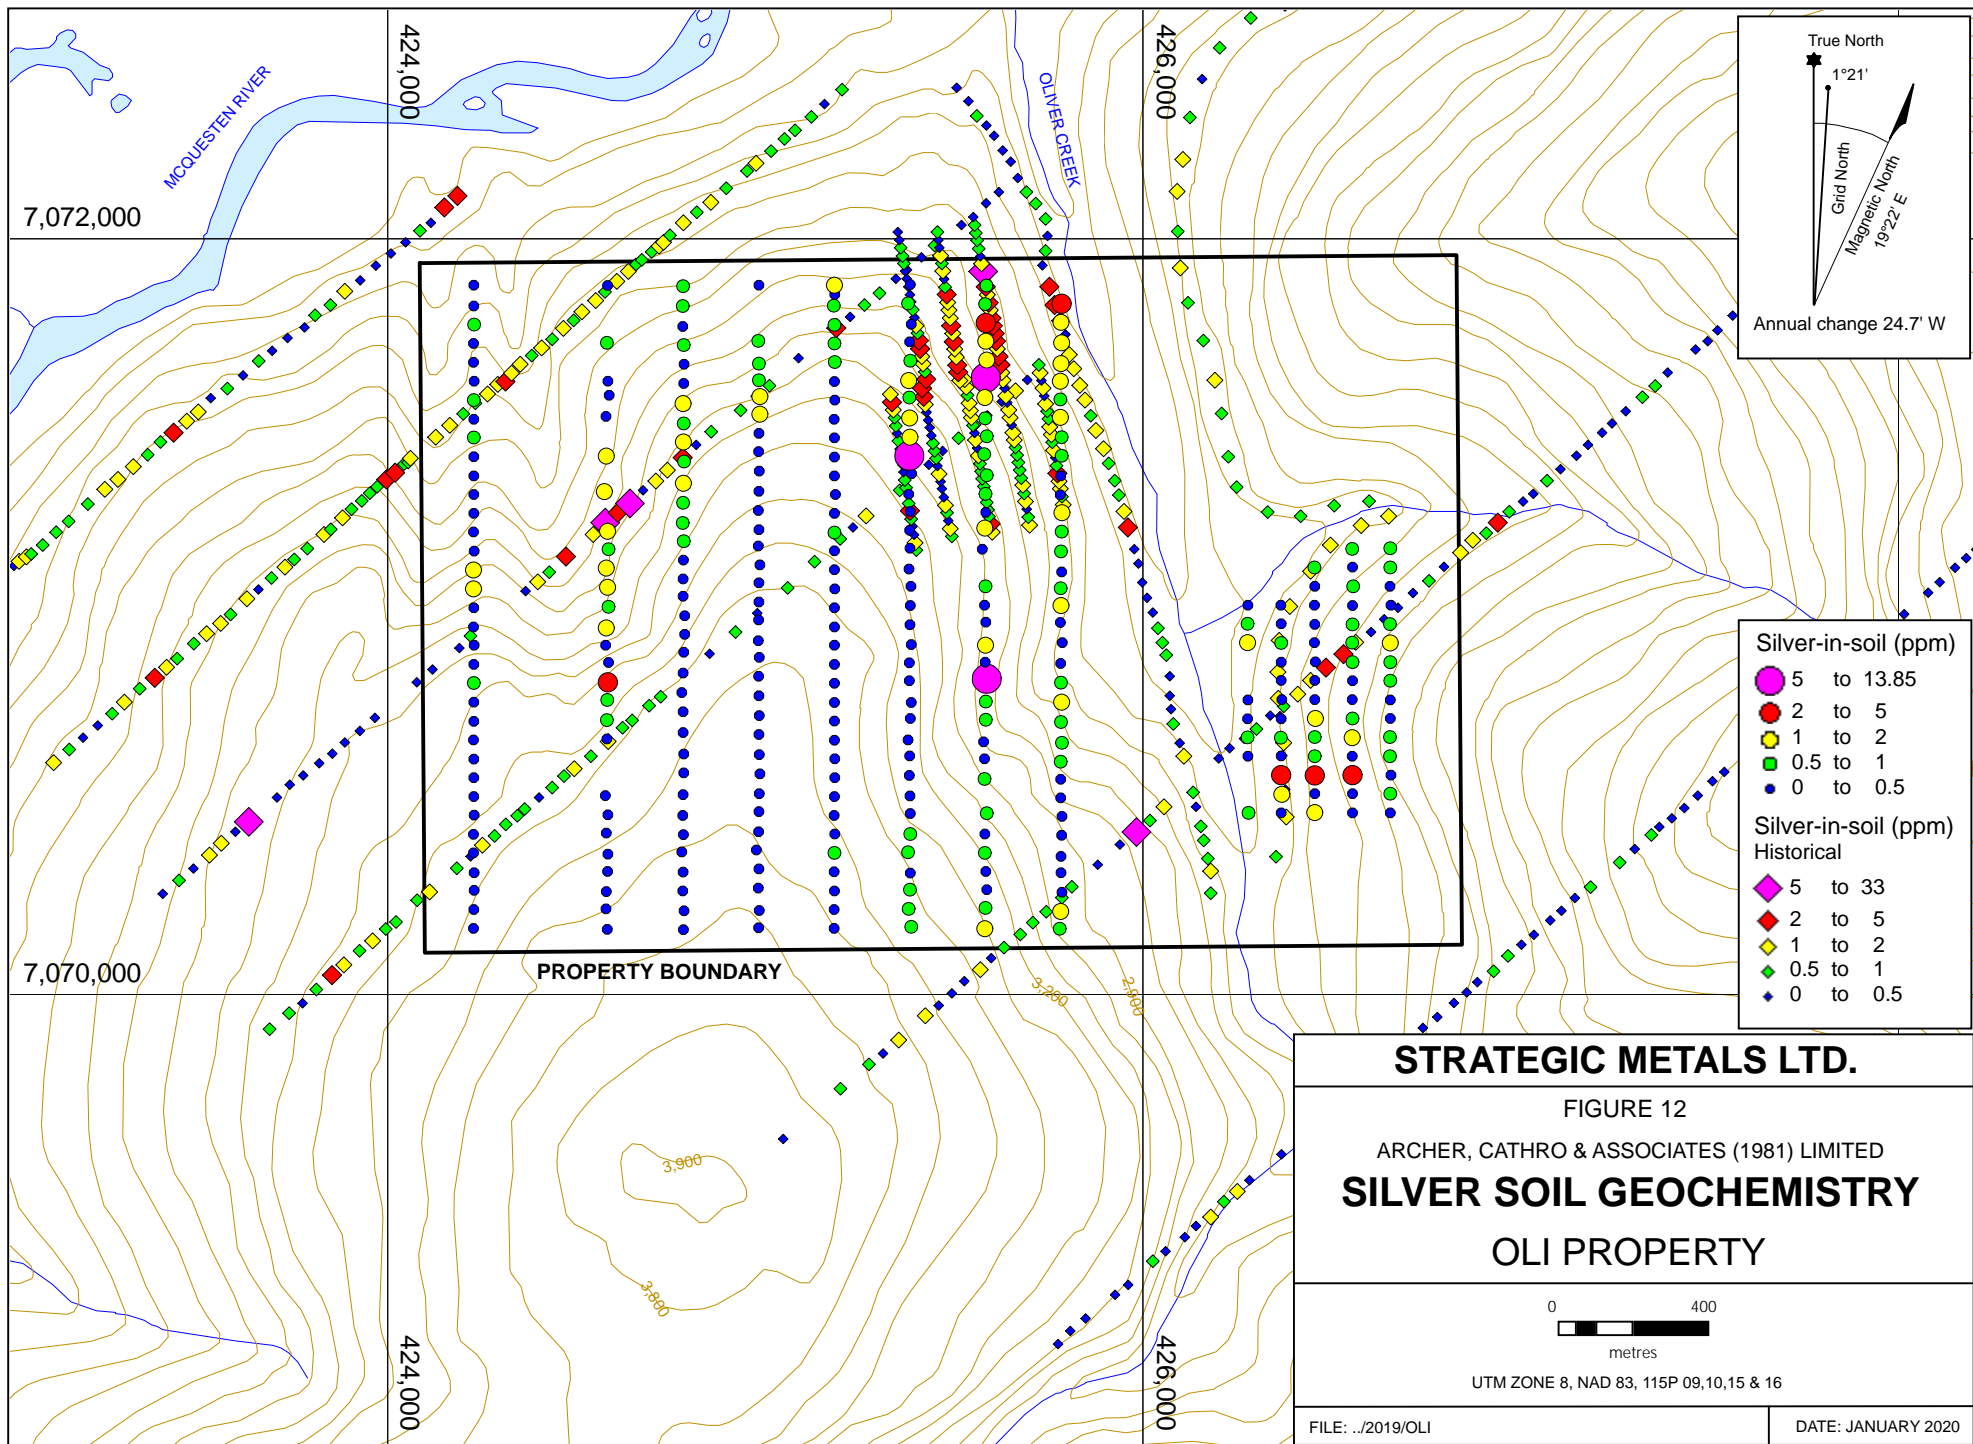 424,000
426,000
MCQUESTEN RIVER
OLIVER CREEK
7,072,000
True North
1°21'
Grid North
Magnetic North
19°22' E
Annual change 24.7' W
Silver-in-soil (ppm)
5 to 13.85
2 to 5
1 to 2
0.5 to 1
0 to 0.5
Silver-in-soil (ppm)
Historical
5 to 33
2 to 5
1 to 2
0.5 to 1
0 to 0.5
7,070,000
PROPERTY BOUNDARY
3,200
2,900
3,900
3,800
424,000
426,000
STRATEGIC METALS LTD.
FIGURE 12
ARCHER, CATHRO & ASSOCIATES (1981) LIMITED
SILVER SOIL GEOCHEMISTRY
OLI PROPERTY
0 400
metres
UTM ZONE 8, NAD 83, 115P 09,10,15 & 16
FILE: ../2019/OLI
DATE: JANUARY 2020